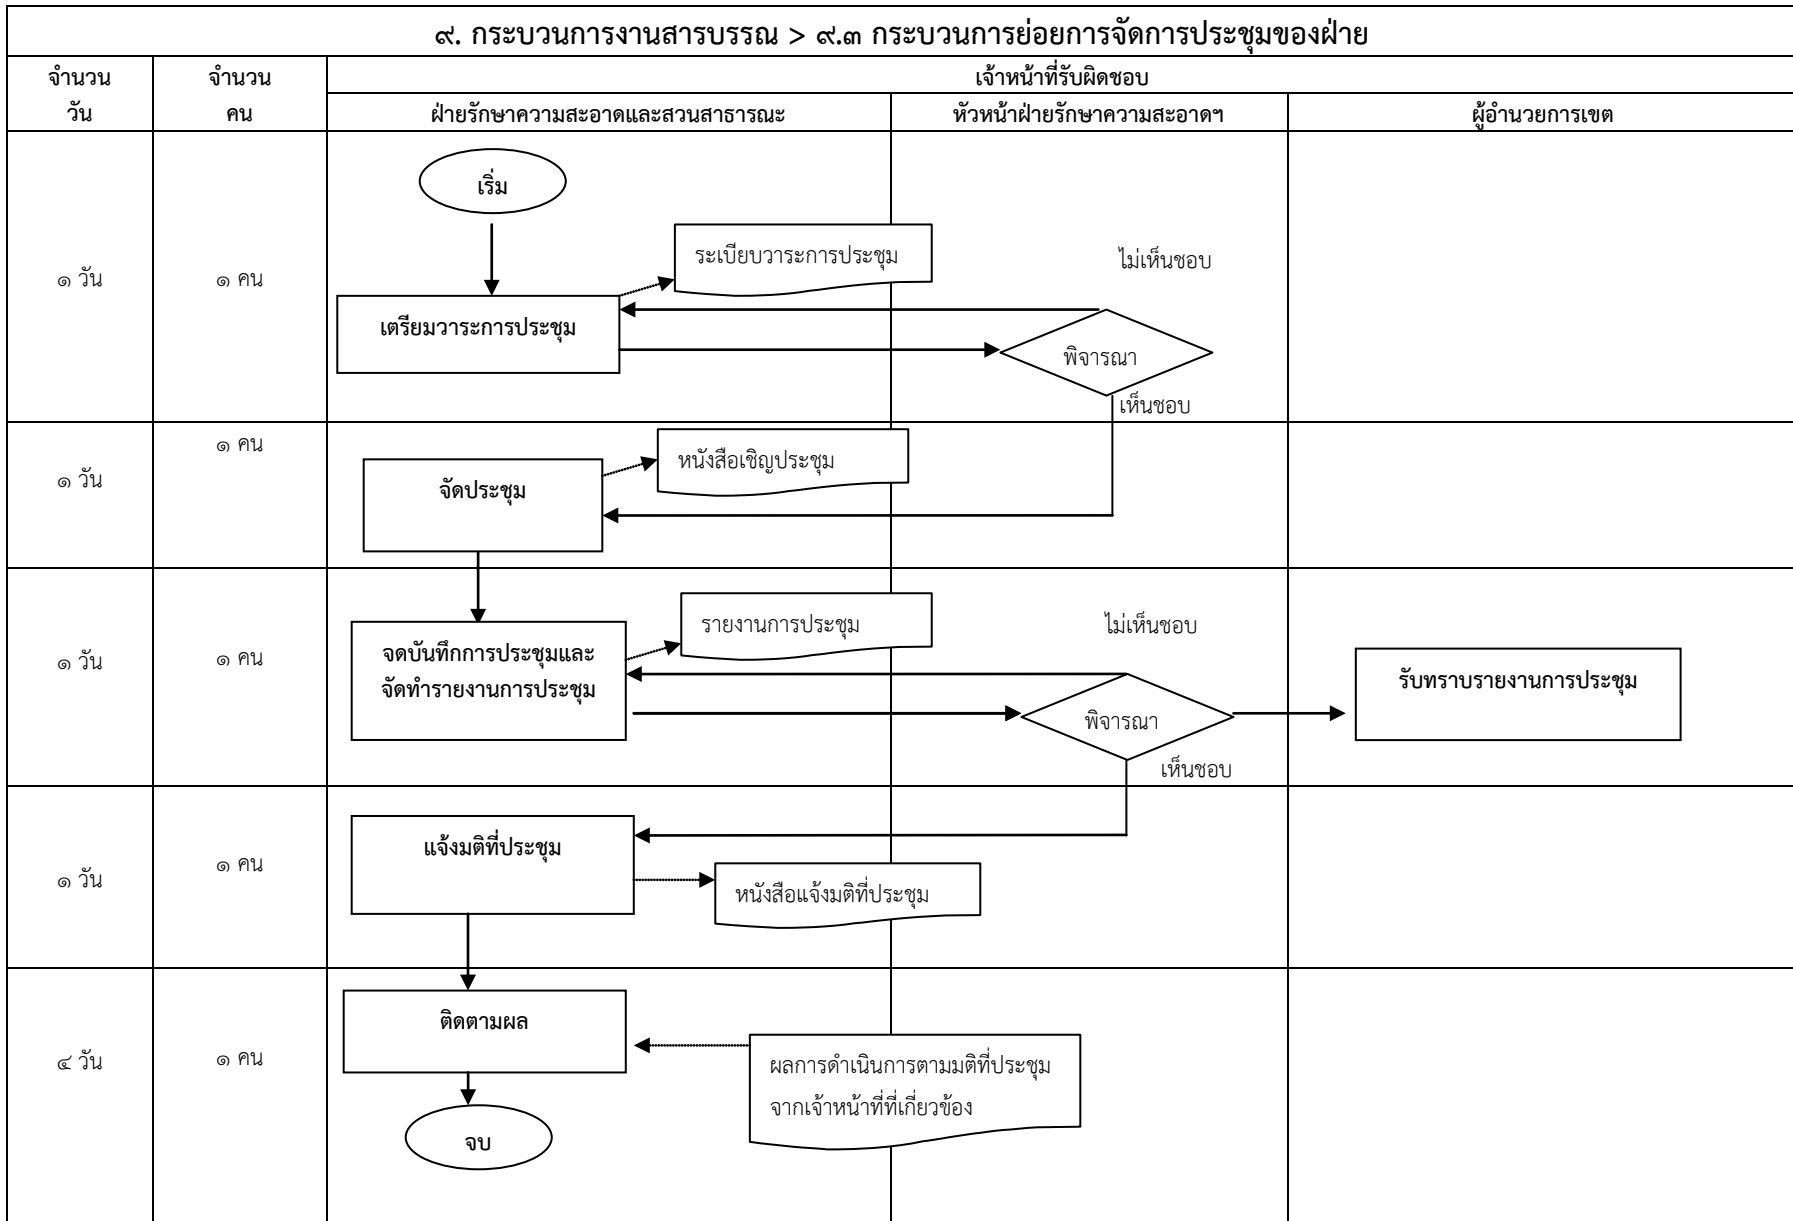 ๙. กระบวนการงานสารบรรณ > ๙.๓ กระบวนการย่อยการจัดการประชุมของฝ่าย
จำนวน
วัน
จำนวน
คน
เจ้าหน้าที่รับผิดชอบ
ฝ่ายรักษาความสะอาดและสวนสาธารณะ
หัวหน้าฝ่ายรักษาความสะอาดฯ
ผู้อำนวยการเขต
เริ่ม
ระเบียบวาระการประชุม
ไม่เห็นชอบ
๑ วัน
๑ คน
เตรียมวาระการประชุม
พิจารณา
เห็นชอบ
๑ วัน
๑ คน
จัดประชุม
หนังสือเชิญประชุม
๑ วัน
๑ คน
จดบันทึกการประชุมและ
จัดทำรายงานการประชุม
รายงานการประชุม
ไม่เห็นชอบ
พิจารณา
รับทราบรายงานการประชุม
เห็นชอบ
๑ วัน
๑ คน
แจ้งมติที่ประชุม
หนังสือแจ้งมติที่ประชุม
๔ วัน
๑ คน
ติดตามผล
ผลการดำเนินการตามมติที่ประชุม
จากเจ้าหน้าที่ที่เกี่ยวข้อง
จบ